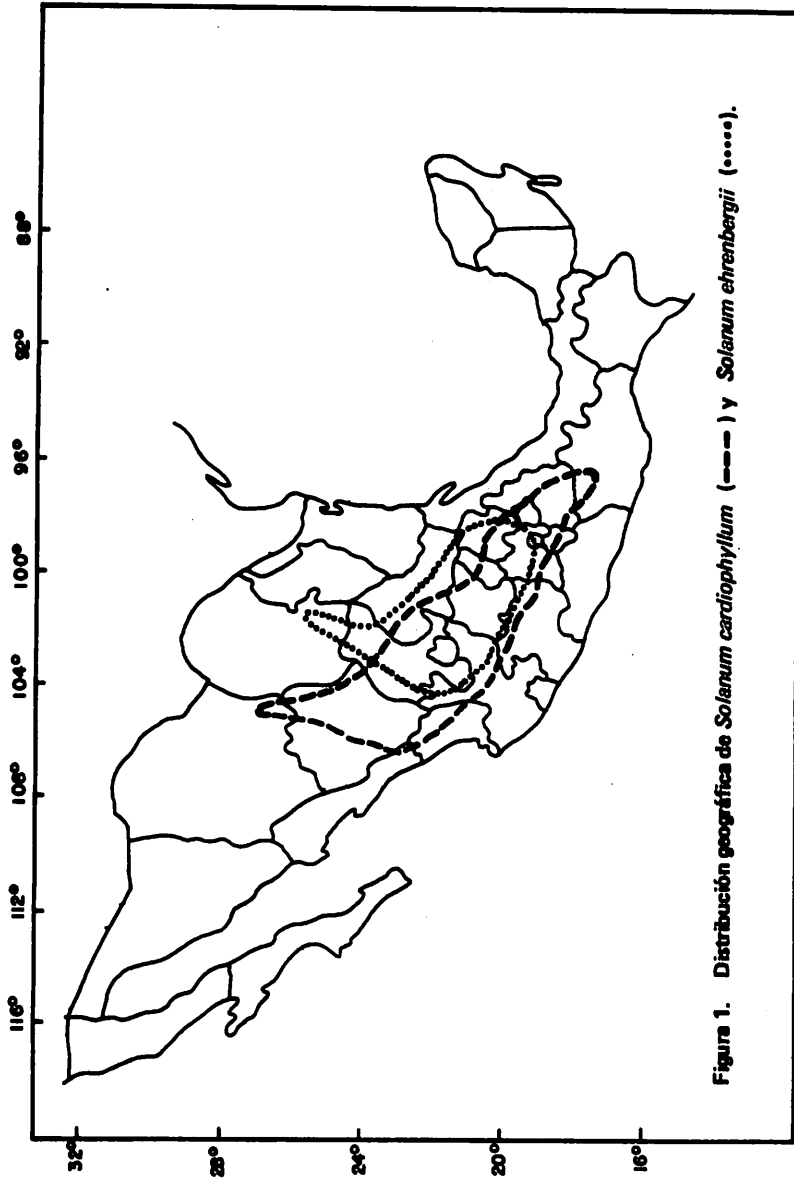 116° 112° 108° 104° 100° 96° 92° 88°
32°
28°
24°
20°
16°
Figura 1. Distribución geográfica de Solanum cardiophyllum (---) y Solanum ehrenbergii (.....).